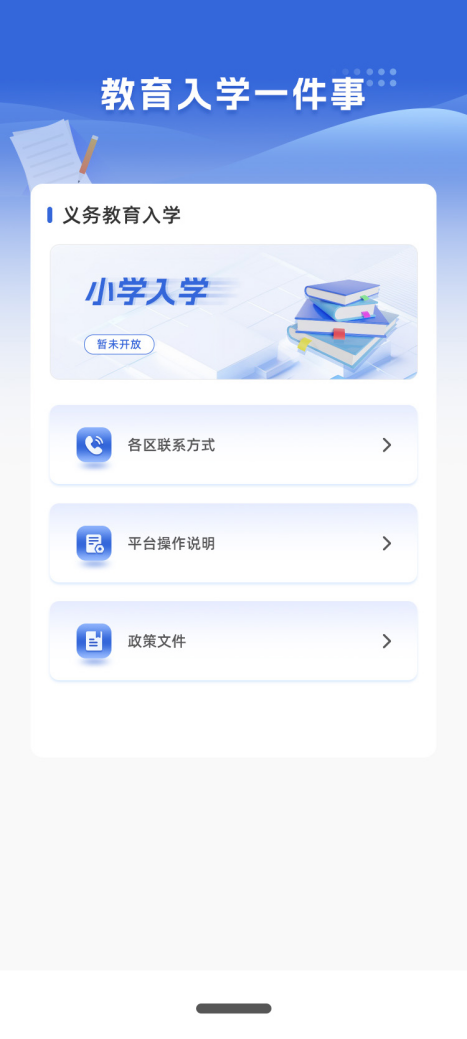 教育入学一件事
义务教育入学
小学入学
暂未开放
各区联系方式
平台操作说明
政策文件